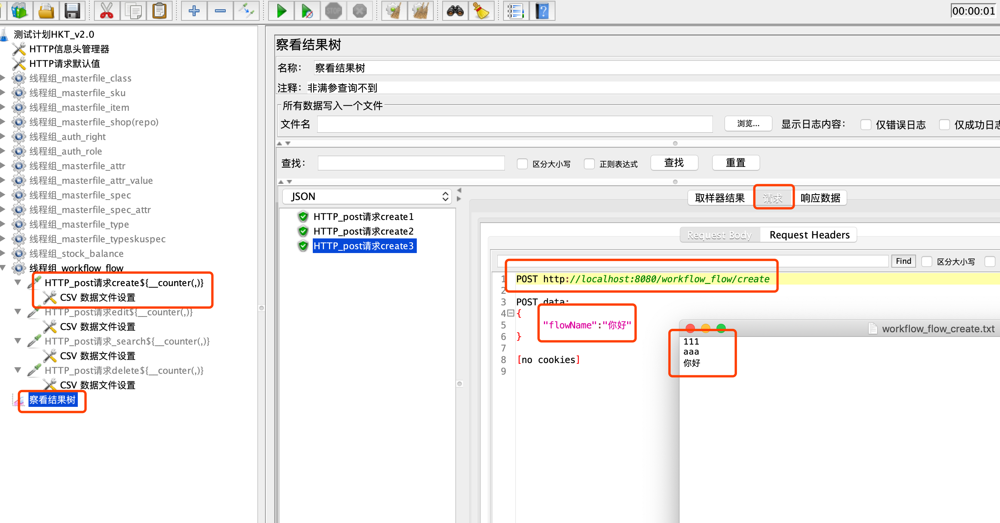 STOP
00:00:01
测试计划HKT_v2.0
HTTP信息头管理器
HTTP请求默认值
线程组_masterfile_class
线程组_masterfile_sku
线程组_masterfile_item
线程组_masterfile_shop(repo)
线程组_auth_right
线程组_auth_role
线程组_masterfile_attr
线程组_masterfile_attr_value
线程组_masterfile_spec
线程组_masterfile_spec_attr
线程组_masterfile_type
线程组_masterfile_typeskuspec
线程组_stock_balance
线程组_workflow_flow
HTTP_post请求create${__counter(,)}
CSV 数据文件设置
HTTP_post请求edit${__counter(,)}
CSV 数据文件设置
HTTP_post请求_search${__counter(,)}
CSV 数据文件设置
HTTP_post请求delete${__counter(,)}
CSV 数据文件设置
察看结果树
察看结果树
名称： 察看结果树
注释： 非满参查询不到
所有数据写入一个文件
文件名 浏览... 显示日志内容： 仅错误日志 仅成功日志
查找： 区分大小写 正则表达式 查找 重置
JSON
HTTP_post请求create1
HTTP_post请求create2
HTTP_post请求create3
取样器结果 请求 响应数据
Request Body Request Headers
Find 区分大小写
1 POST http://localhost:8080/workflow_flow/create
2
3 POST data:
4 {
5 "flowName":"你好"
6 }
7
8 [no cookies]
9
workflow_flow_create.txt
111
aaa
你好